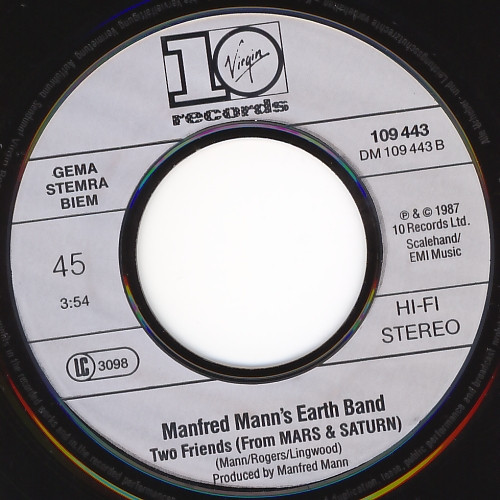 10
Virgin
records
109 443
DM 109 443 B
GEMA
STEMRA
BIEM
℗ & © 1987
10 Records Ltd.
Scalehand/
EMI Music
45
3:54
HI-FI
STEREO
LC 3098
Manfred Mann's Earth Band
Two Friends (From MARS & SATURN)
(Mann/Rogers/Lingwood)
Produced by Manfred Mann